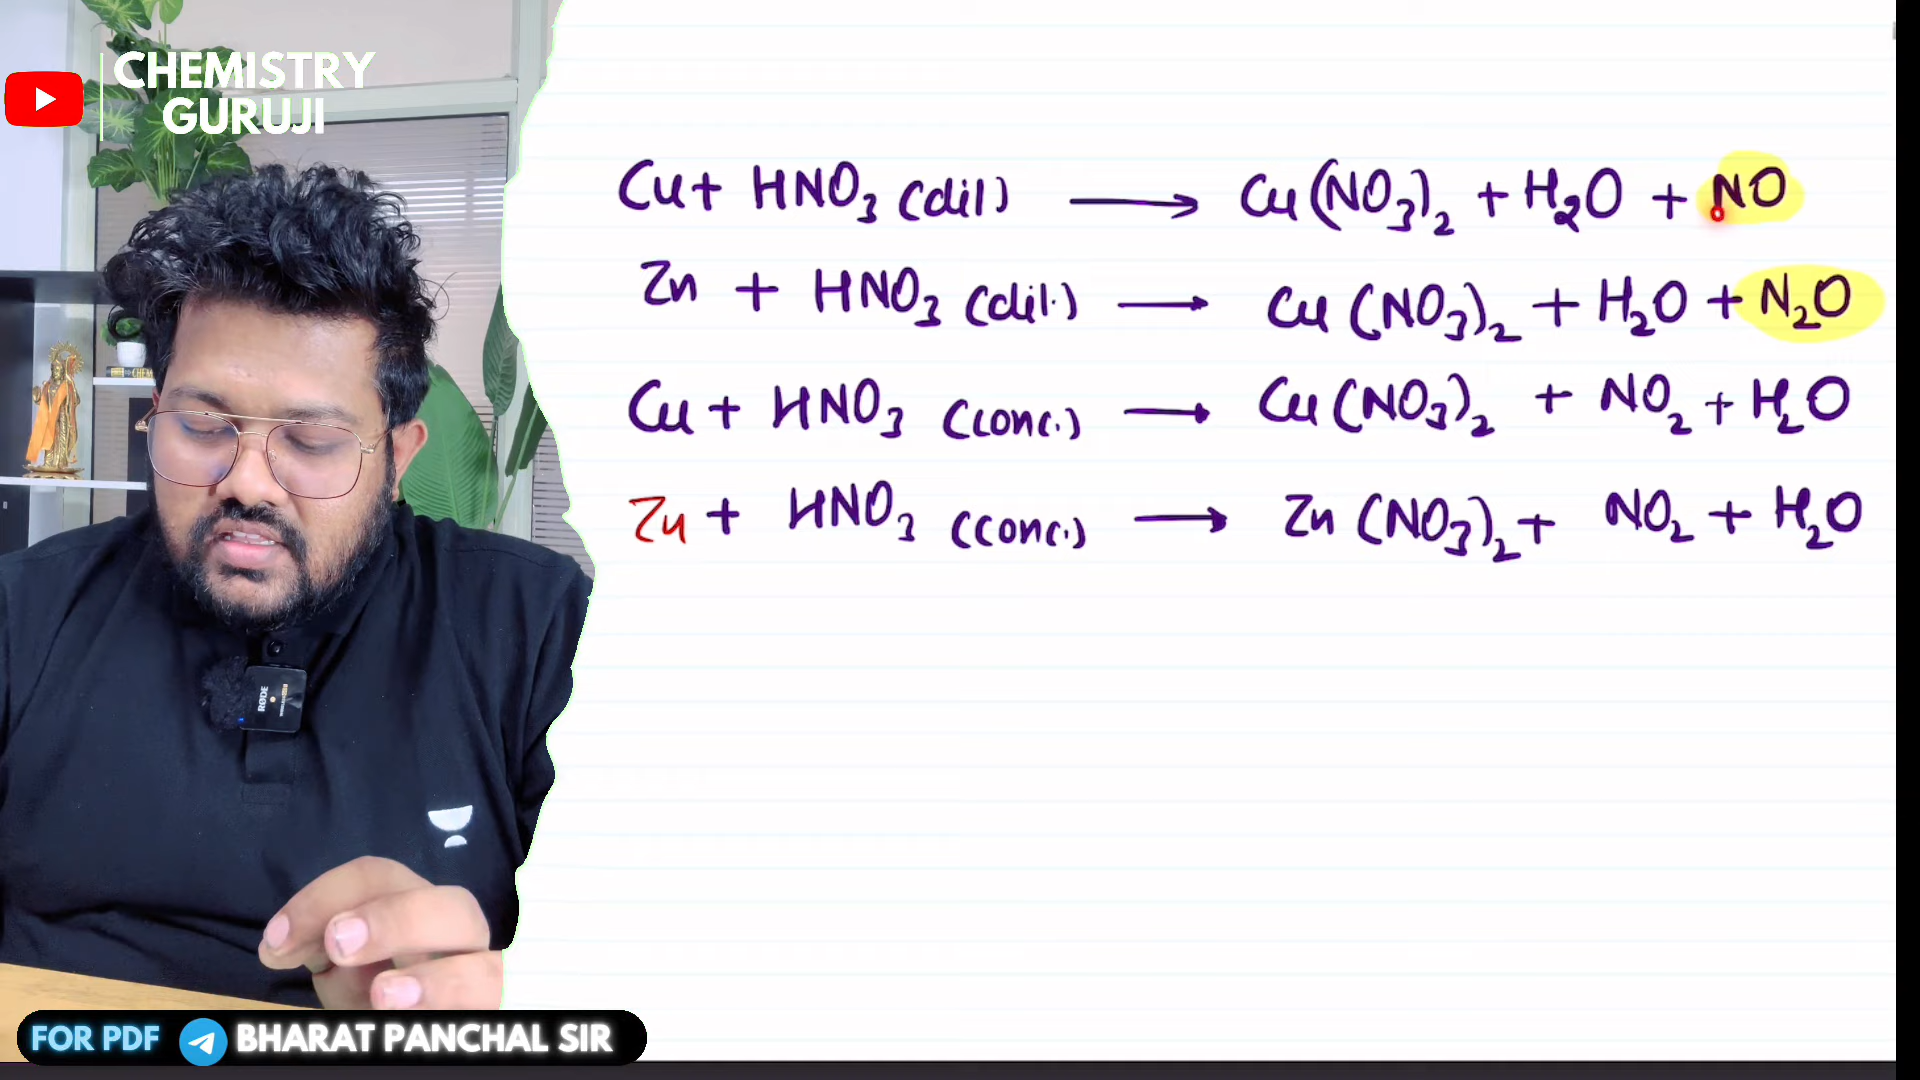 CHEMISTRY
GURUJI
Cu + HNO₃ (dil) ⟶ Cu(NO₃)₂ + H₂O + NO
Zn + HNO₃ (dil.) ⟶ Cu(NO₃)₂ + H₂O + N₂O
Cu + HNO₃ (conc.) ⟶ Cu(NO₃)₂ + NO₂ + H₂O
Zn + HNO₃ (conc.) ⟶ Zn(NO₃)₂ + NO₂ + H₂O
RØDE
FOR PDF BHARAT PANCHAL SIR